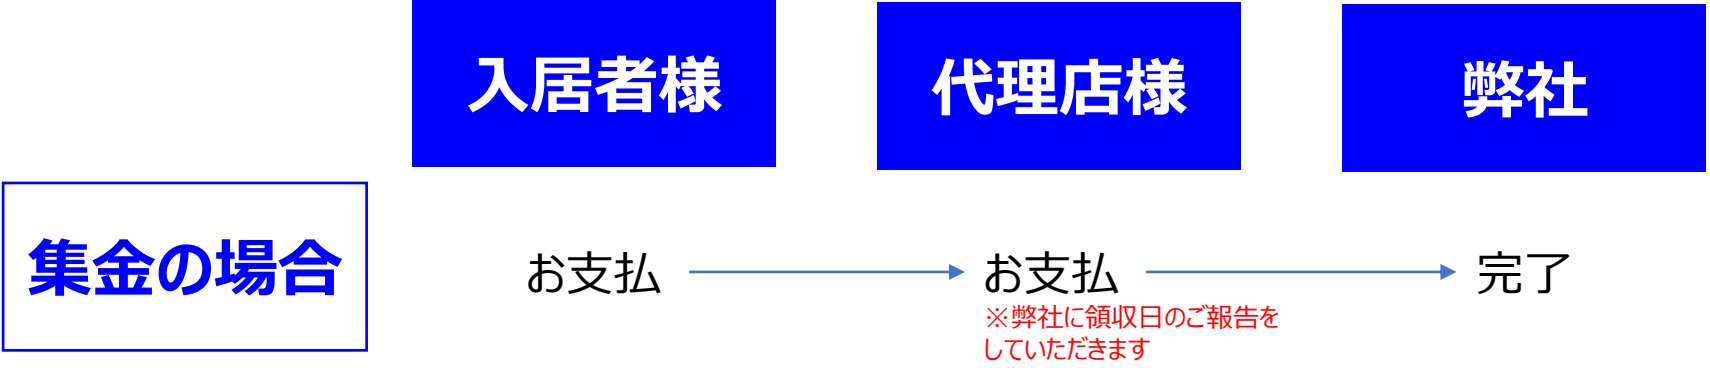 入居者様
代理店様
弊社
集金の場合
お支払
お支払
完了
※弊社に領収日のご報告を
していただきます